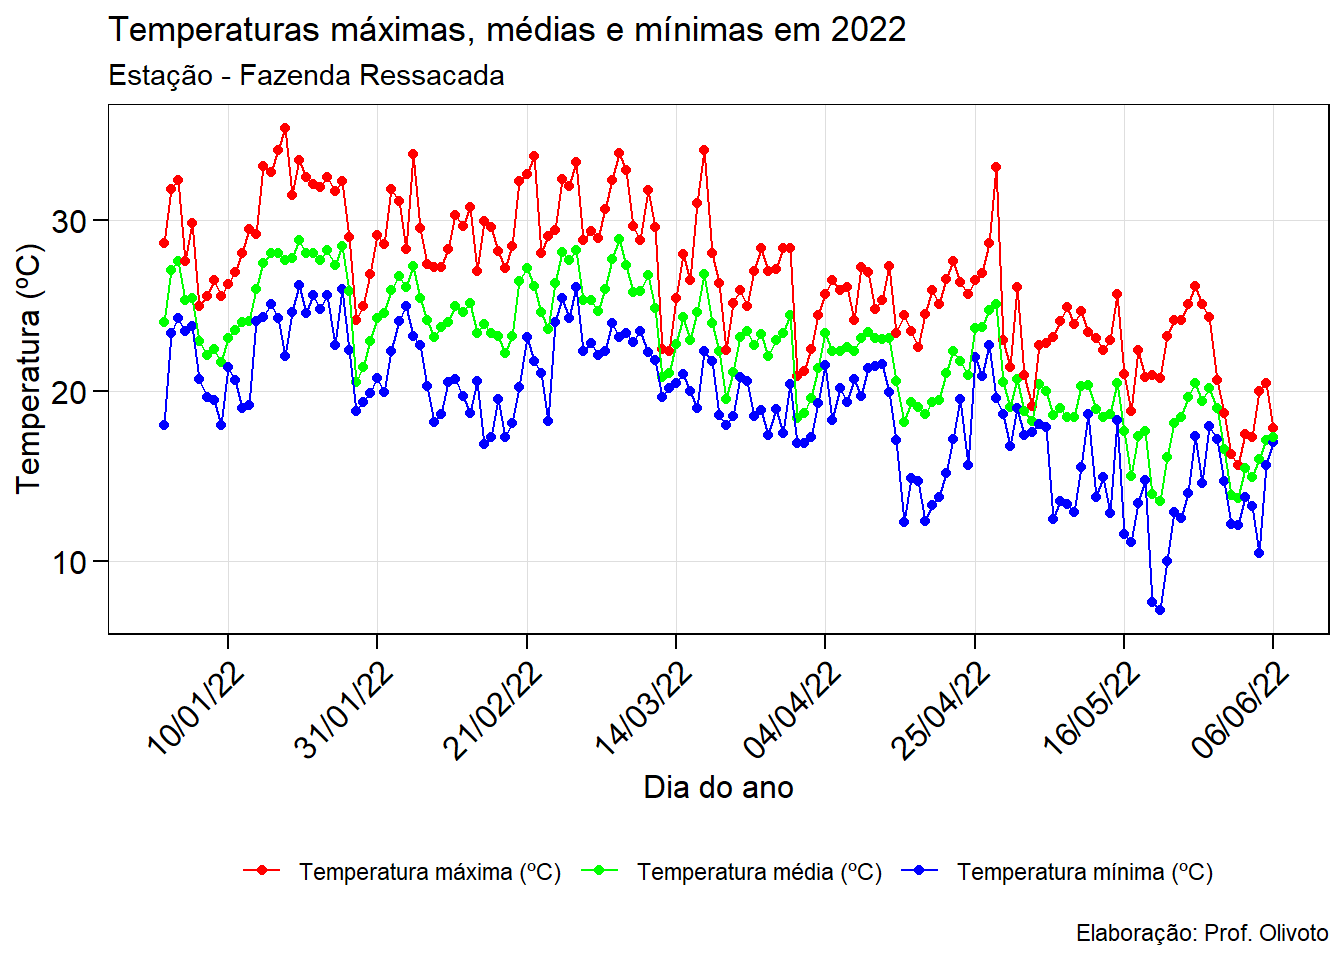 Temperaturas máximas, médias e mínimas em 2022
Estação - Fazenda Ressacada
Temperatura (ºC)
30
20
10
10/01/22
31/01/22
21/02/22
14/03/22
04/04/22
25/04/22
16/05/22
06/06/22
Dia do ano
Temperatura máxima (ºC)
Temperatura média (ºC)
Temperatura mínima (ºC)
Elaboração: Prof. Olivoto